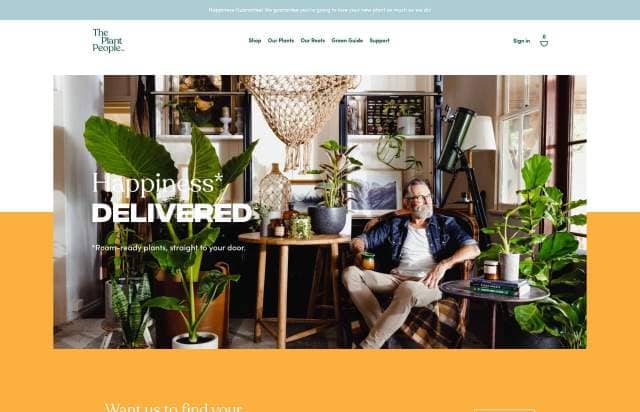 Happiness Guarantee! We guarantee you're going to love your new plant as much as we do!
The
Plant
People
Shop Our Plants Our Roots Green Guide Support
Sign in
0
Happiness*
DELIVERED
*Room-ready plants, straight to your door.
Want us to find your